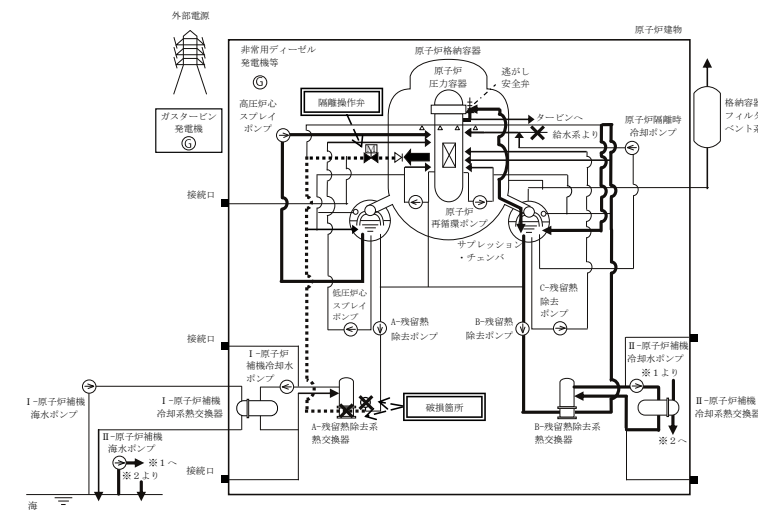 外部電源
原子炉建物
非常用ディーゼル
発電機等
G
ガスタービン
発電機
G
高圧炉心
スプレイ
ポンプ
隔離操作弁
原子炉格納容器
原子炉
圧力容器
逃がし
安全弁
タービンへ
給水系より
原子炉隔離時
冷却ポンプ
格納容
フィル
ベント系
接続口
原子炉
再循環ポンプ
サプレッション
・チェンバ
低圧炉心
スプレイ
ポンプ
A-残留熱
除去ポンプ
B-残留熱
除去ポンプ
C-残留熱
除去
ポンプ
接続口
Ⅰ-原子炉
補機冷却水
ポンプ
Ⅱ-原子炉補機
冷却水ポンプ
※1より
Ⅰ-原子炉補機
海水ポンプ
Ⅰ-原子炉補機
冷却系熱交換器
破損箇所
A-残留熱除去系
熱交換器
B-残留熱除去系
熱交換器
Ⅱ-原子炉補機
冷却系熱交換器
※2へ
Ⅱ-原子炉補機
海水ポンプ
※1へ
※2より
接続口
海